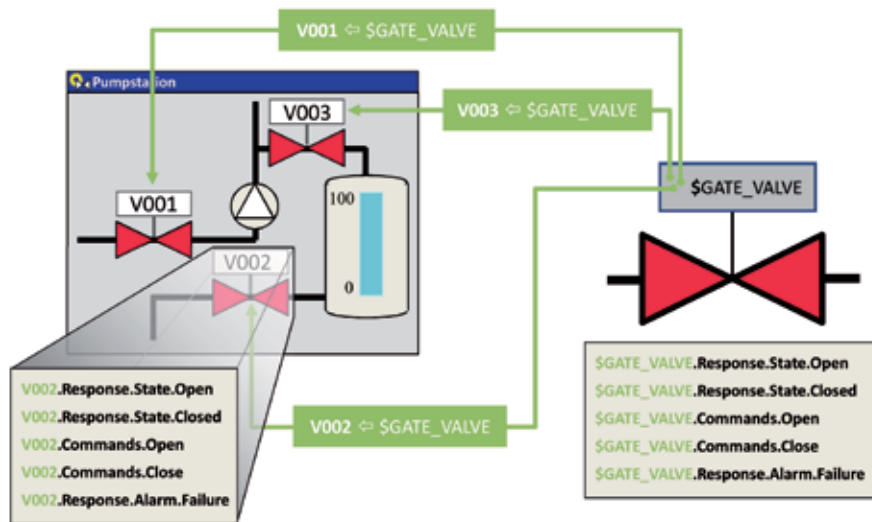 V001 ⇦ $GATE_VALVE
Pumpstation
V003
V003 ⇦ $GATE_VALVE
$GATE_VALVE
V001
100
V002
0
$GATE_VALVE.Response.State.Open
$GATE_VALVE.Response.State.Closed
$GATE_VALVE.Commands.Open
$GATE_VALVE.Commands.Close
$GATE_VALVE.Response.Alarm.Failure
V002.Response.State.Open
V002.Response.State.Closed
V002.Commands.Open
V002.Commands.Close
V002.Response.Alarm.Failure
V002 ⇦ $GATE_VALVE